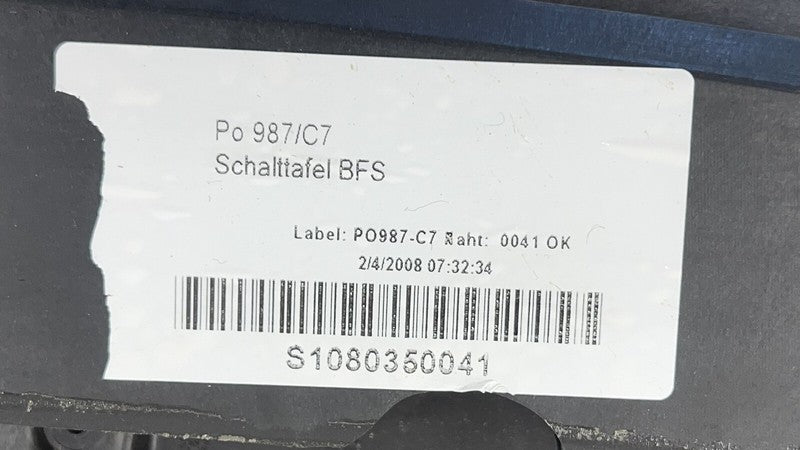 Po 987/C7
Schalttafel BFS
Label: PO987-C7 Naht: 0041 OK
2/4/2008 07:32:34
S1080350041